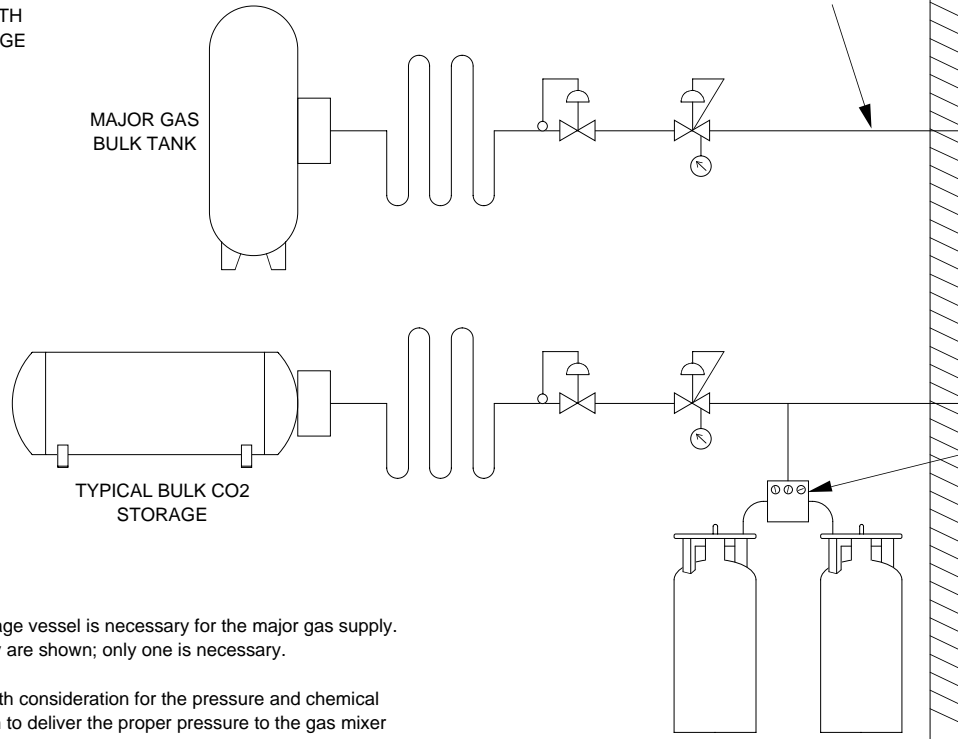 TH
GE
MAJOR GAS
BULK TANK
TYPICAL BULK CO2
STORAGE
age vessel is necessary for the major gas supply.
are shown; only one is necessary.
th consideration for the pressure and chemical
to deliver the proper pressure to the gas mixer